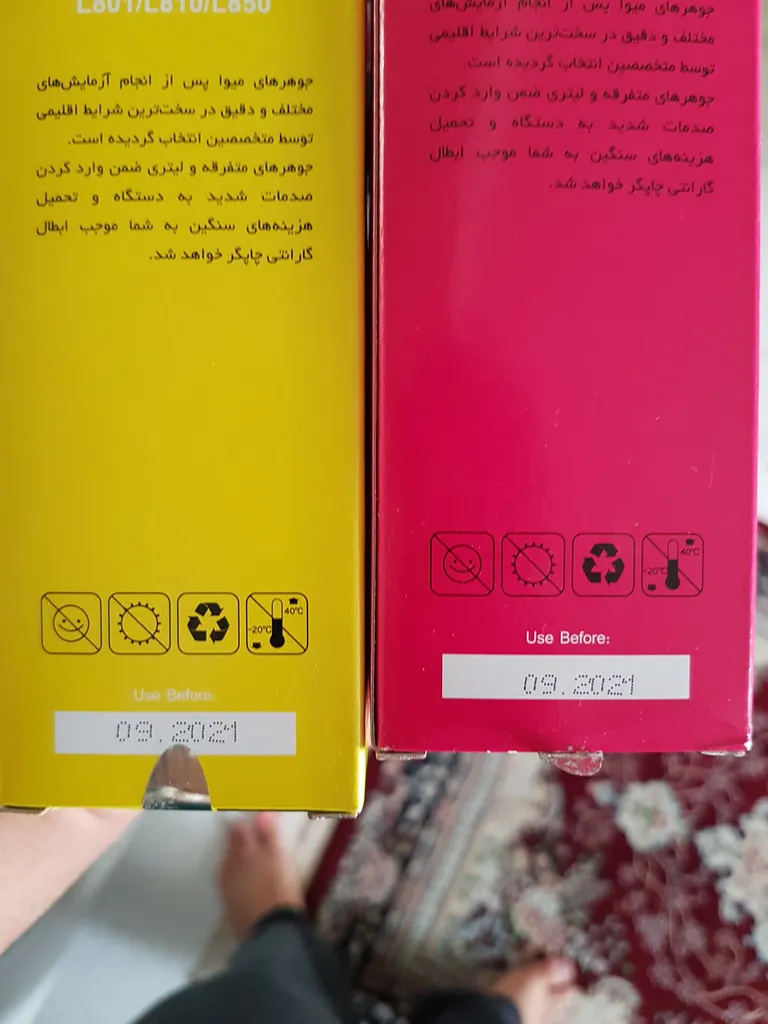 L801/L810/L850
جوهرهای میوا پس از انجام آزمایش‌های
مختلف و دقیق در سخت‌ترین شرایط اقلیمی
توسط متخصصین انتخاب گردیده است.
جوهرهای متفرقه و لیتری ضمن وارد کردن
صدمات شدید به دستگاه و تحمیل
هزینه‌های سنگین به شما موجب ابطال
گارانتی چاپگر خواهد شد.
40°C
-20°C
Use Before:
09.2021
جوهرهای میوا پس از انجام آزمایش‌های
مختلف و دقیق در سخت‌ترین شرایط اقلیمی
توسط متخصصین انتخاب گردیده است.
جوهرهای متفرقه و لیتری ضمن وارد کردن
صدمات شدید به دستگاه و تحمیل
هزینه‌های سنگین به شما موجب ابطال
گارانتی چاپگر خواهد شد.
40°C
-20°C
Use Before:
09.2021